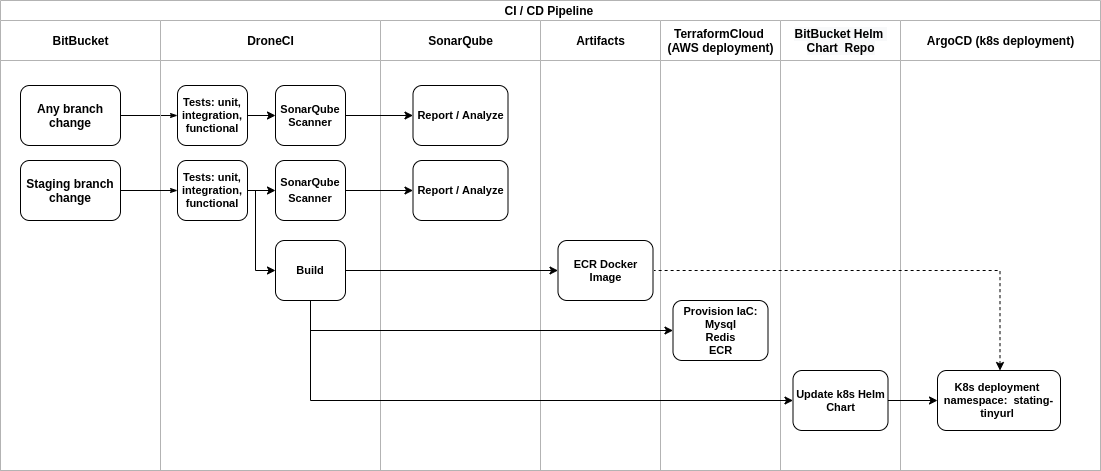 CI / CD Pipeline
BitBucket
DroneCI
SonarQube
Artifacts
TerraformCloud
(AWS deployment)
BitBucket Helm
Chart Repo
ArgoCD (k8s deployment)
Any branch
change
Tests: unit,
integration,
functional
SonarQube
Scanner
Report / Analyze
Staging branch
change
Tests: unit,
integration,
functional
SonarQube
Scanner
Report / Analyze
Build
ECR Docker
Image
Provision IaC:
Mysql
Redis
ECR
Update k8s Helm
Chart
K8s deployment
namespace: stating-
tinyurl